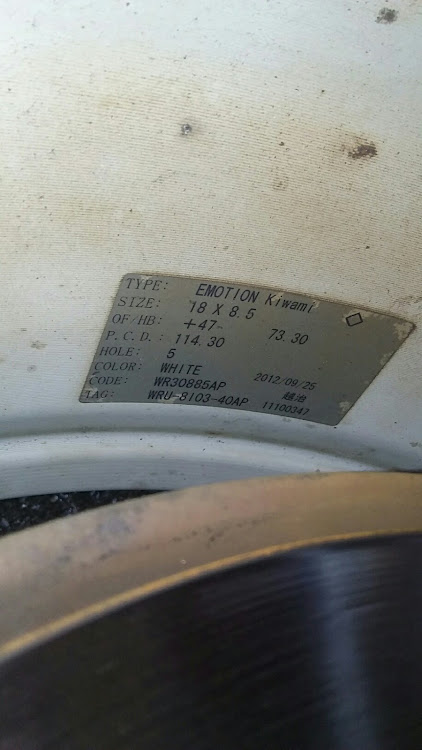 TYPE: EMOTION Kiwami
SIZE: 18 X 8.5
OF/HB: +47- 73.30
P.C.D.: 114.30
HOLE: 5
COLOR: WHITE 2012/09/25
CODE: WR30885AP
TAG: WRU-8103-40AP 11100347